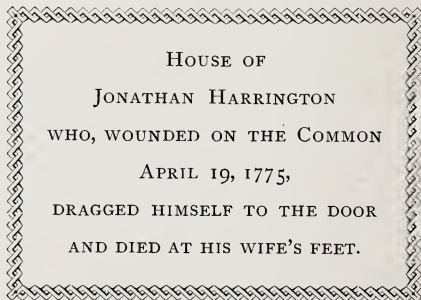 House of
Jonathan Harrington
who, wounded on the Common
April 19, 1775,
dragged himself to the door
and died at his wife's feet.